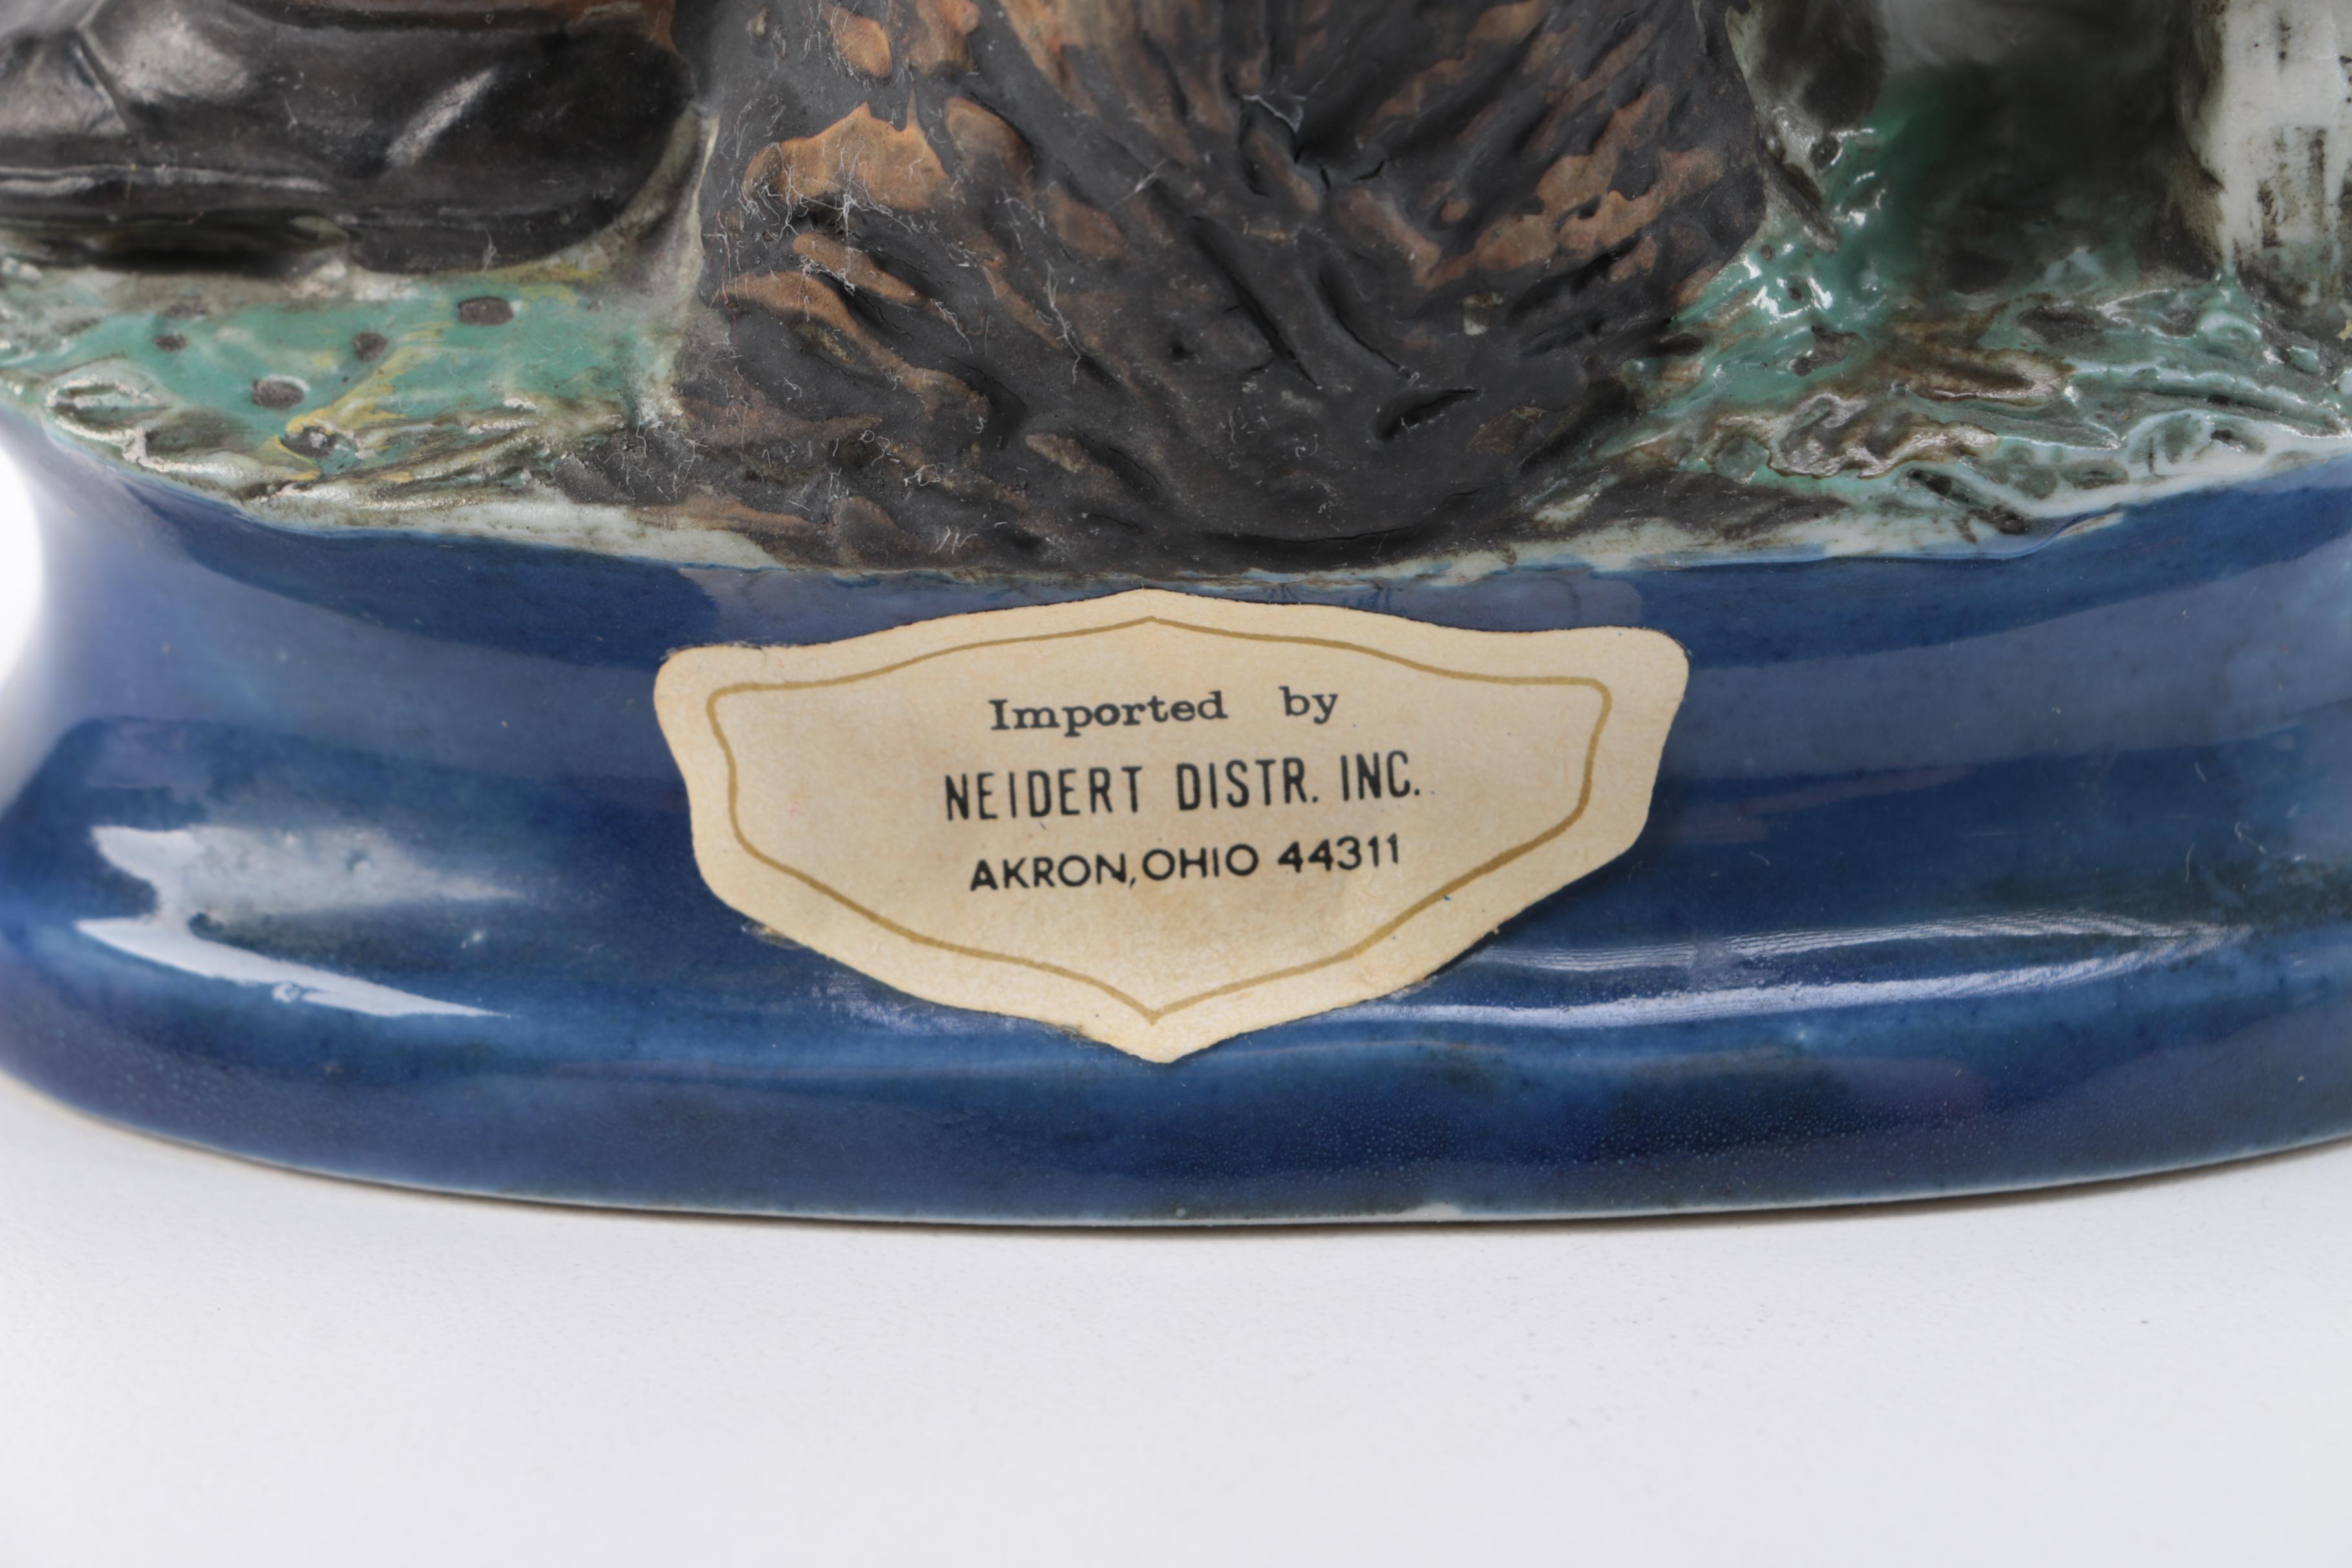 Imported by
NEIDERT DISTR. INC.
AKRON, OHIO 44311